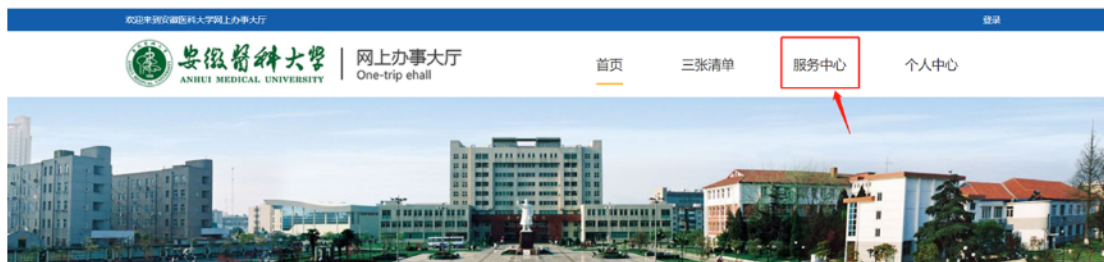 欢迎来到安徽医科大学网上办事大厅
登录
安徽医科大学
ANHUI MEDICAL UNIVERSITY
网上办事大厅
One-trip ehall
首页
三张清单
服务中心
个人中心